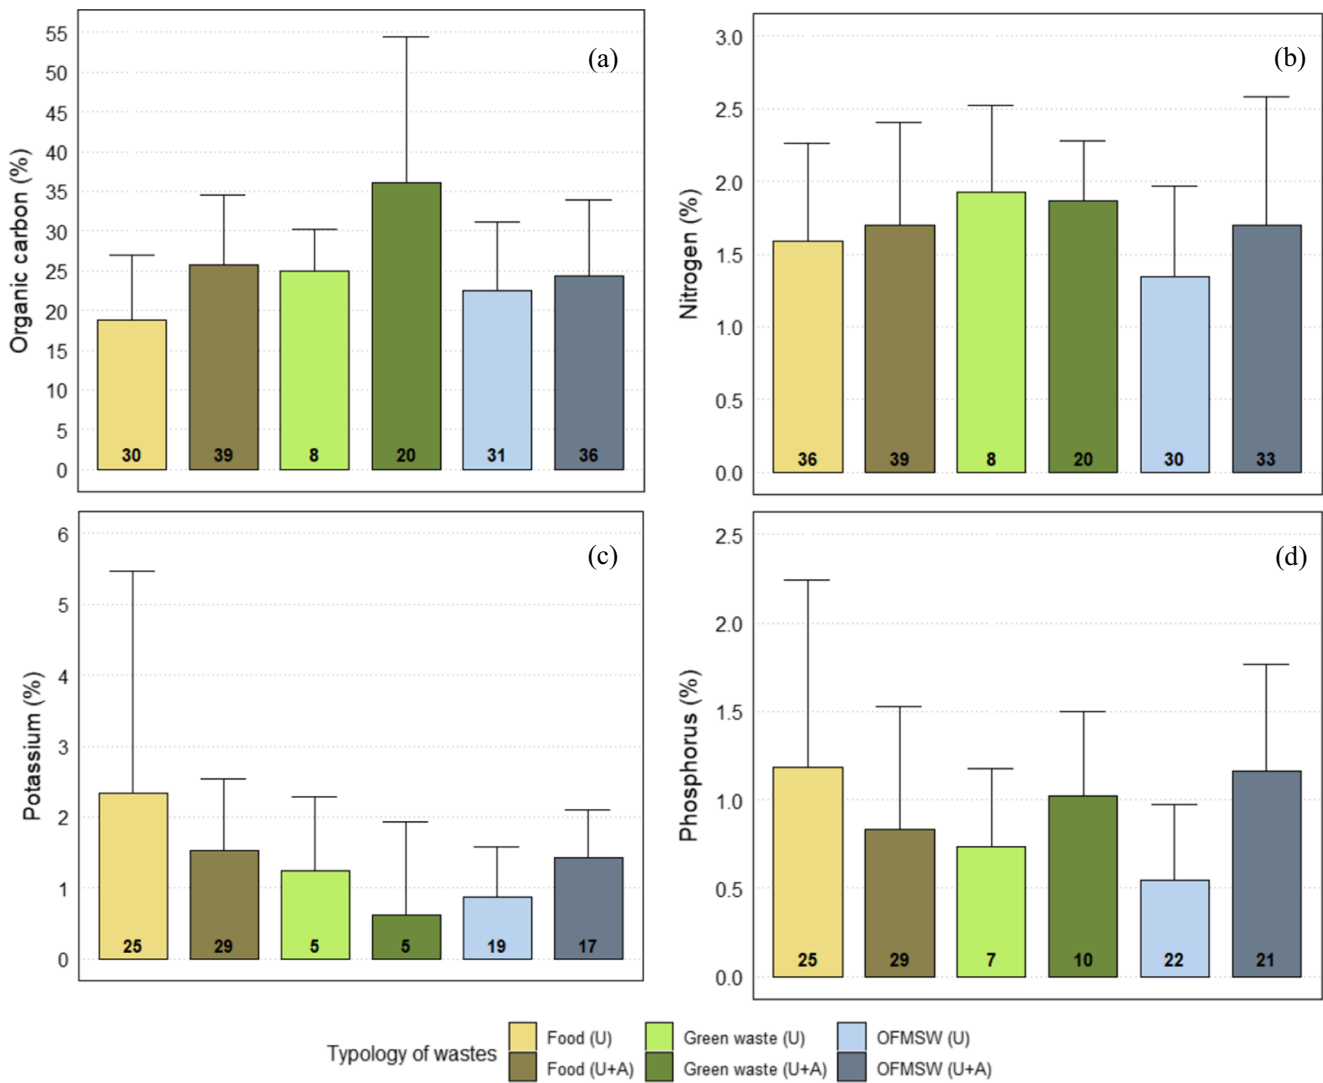 (a)
Organic carbon (%)
55
50
45
40
35
30
25
20
15
10
5
0
30 39 8 20 31 36
(b)
Nitrogen (%)
3.0
2.5
2.0
1.5
1.0
0.5
0.0
36 39 8 20 30 33
(c)
Potassium (%)
6
5
4
3
2
1
0
25 29 5 5 19 17
(d)
Phosphorus (%)
2.5
2.0
1.5
1.0
0.5
0.0
25 29 7 10 22 21
Typology of wastes
Food (U) Green waste (U) OFMSW (U)
Food (U+A) Green waste (U+A) OFMSW (U+A)